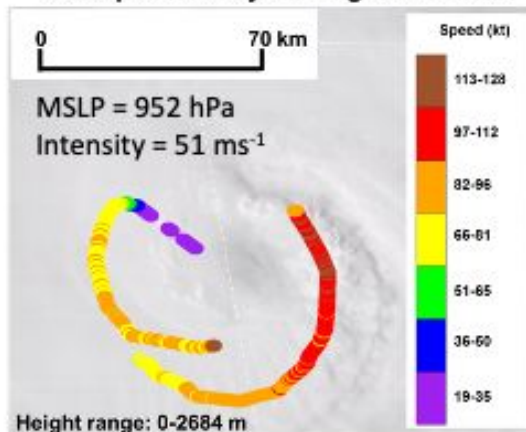 0 70 km
MSLP = 952 hPa
Intensity = 51 ms⁻¹
Height range: 0-2684 m
Speed (kt)
113-128
97-112
82-96
66-81
51-65
36-50
19-35